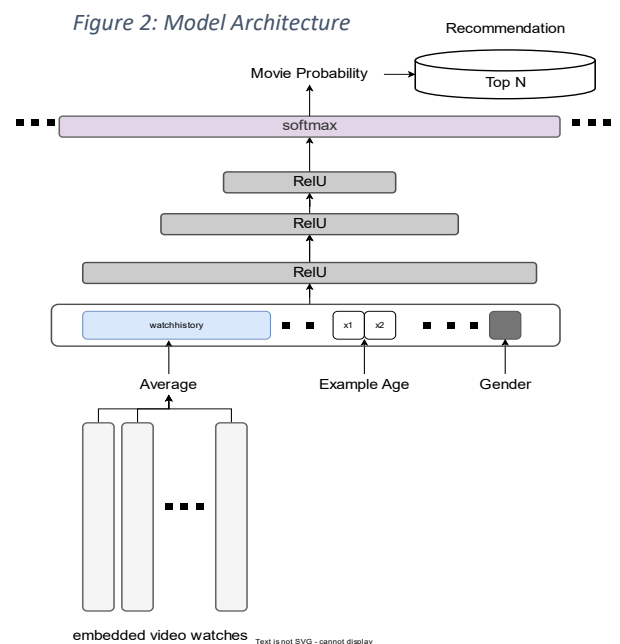 Figure 2: Model Architecture
Recommendation
Movie Probability
Top N
softmax
RelU
RelU
RelU
watchhistory
x1
x2
Average
Example Age
Gender
embedded video watches
Text is not SVG - cannot display